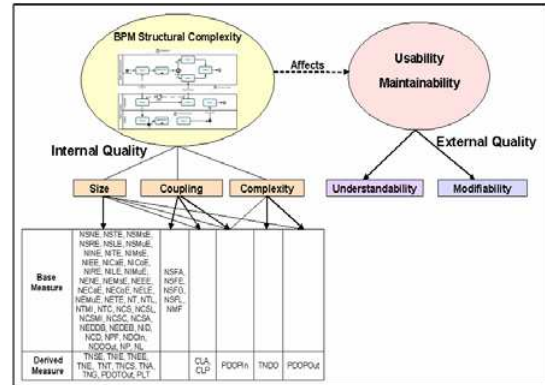 BPM Structural Complexity
Affects
Usability
Maintainability
Internal Quality
External Quality
Size
Coupling
Complexity
Understandability
Modifiability
Base
Measure
NSNE, NSTE, NSMsE,
NSRE, NSLE, NSMuE,
NINE, NITE, NIMsE,
NIEE, NICaE, NICoE,
NIRE, NILE, NIMuE,
NENE, NEMsE, NEEE,
NECaE, NECoE, NELE,
NEMuE, NETE, NT, NTL,
NTMI, NTC, NCS, NCSL,
NCSMI, NCSC, NCSA,
NEDDB, NEDEB, NID,
NCD, NPF, NDOIn,
NDOOut, NP, NL
NSFA,
NSFE,
NSFG,
NSFL,
NMF
Derived
Measure
TNSE, TNIE, TNEE,
TNE, TNT, TNCS, TNA,
TNG, PDOTOut, PLT
CLA,
CLP
PDOPIn
TNDO
PDOPOut